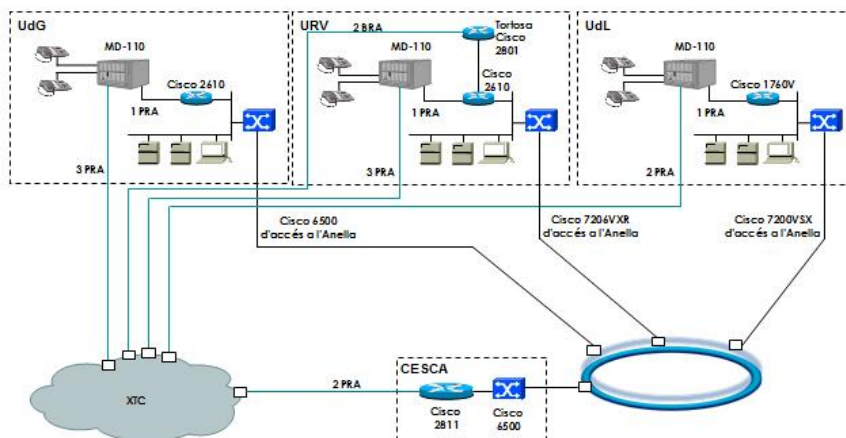 UdG
MD-110
Cisco 2610
1 PRA
3 PRA
URV
2 BRA
Tortosa
Cisco
2801
MD-110
Cisco
2610
1 PRA
3 PRA
UdL
MD-110
Cisco 1760V
1 PRA
2 PRA
Cisco 6500
d'accés a l'Anella
Cisco 7206VXR
d'accés a l'Anella
Cisco 7200VSX
d'accés a l'Anella
XTC
2 PRA
CESCA
Cisco
2811
Cisco
6500